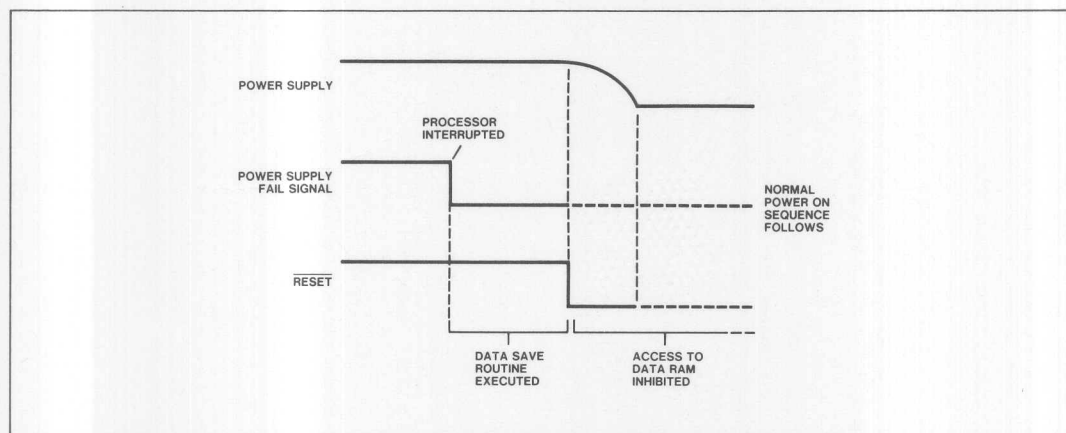 POWER SUPPLY
PROCESSOR
INTERRUPTED
POWER SUPPLY
FAIL SIGNAL
NORMAL
POWER ON
SEQUENCE
FOLLOWS
RESET
DATA SAVE
ROUTINE
EXECUTED
ACCESS TO
DATA RAM
INHIBITED